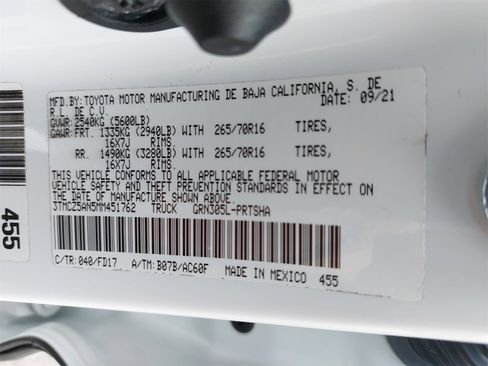 MFD.BY: TOYOTA MOTOR MANUFACTURING DE BAJA CALIFORNIA, S. DE
R.L. DE C.V. DATE: 09/21
GVWR: 2540KG (5600LB)
GAWR: FRT. 1335KG (2940LB) WITH 265/70R16 TIRES,
16X7J RIMS.
RR. 1490KG (3280LB) WITH 265/70R16 TIRES,
16X7J RIMS.
THIS VEHICLE CONFORMS TO ALL APPLICABLE FEDERAL MOTOR
VEHICLE SAFETY AND THEFT PREVENTION STANDARDS IN EFFECT ON
THE DATE OF MANUFACTURE SHOWN ABOVE.
3TMCZ5AN5MM451762 TRUCK GRN305L-PRTSHA
C/TR: 040/FD17 A/TM: B07B/AC60F MADE IN MEXICO 455
455